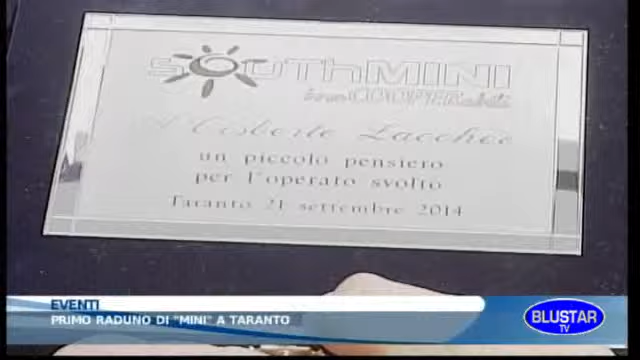 SOUTHMINI
un piccolo pensiero
per l'operato svolto
Taranto 21 settembre 2014
EVENTI
PRIMO RADUNO DI "MINI" A TARANTO
BLUSTAR
TV